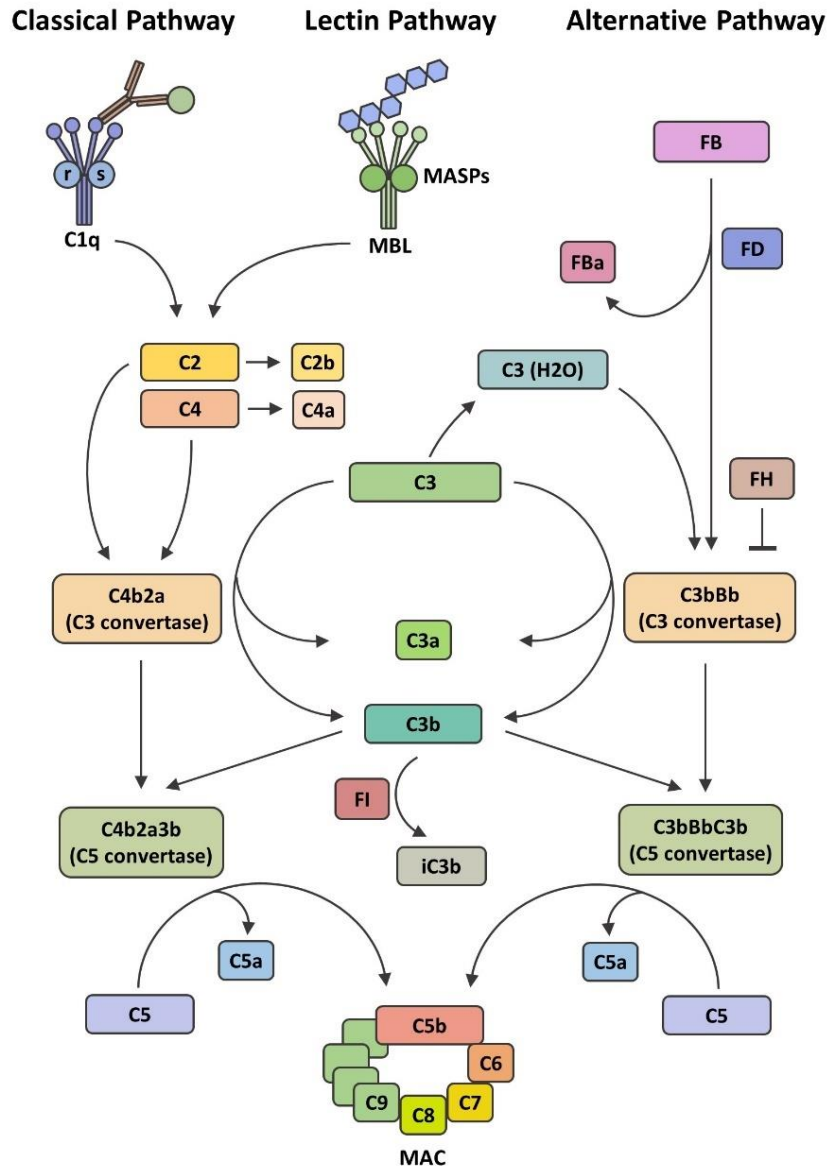 Classical Pathway
Lectin Pathway
Alternative Pathway
r
s
C1q
MASPs
MBL
FB
FBa
FD
C2
C2b
C4
C4a
C3 (H2O)
C3
FH
C4b2a
(C3 convertase)
C3a
C3bBb
(C3 convertase)
C3b
FI
iC3b
C4b2a3b
(C5 convertase)
C3bBbC3b
(C5 convertase)
C5a
C5a
C5
C5
C5b
C6
C7
C8
C9
MAC